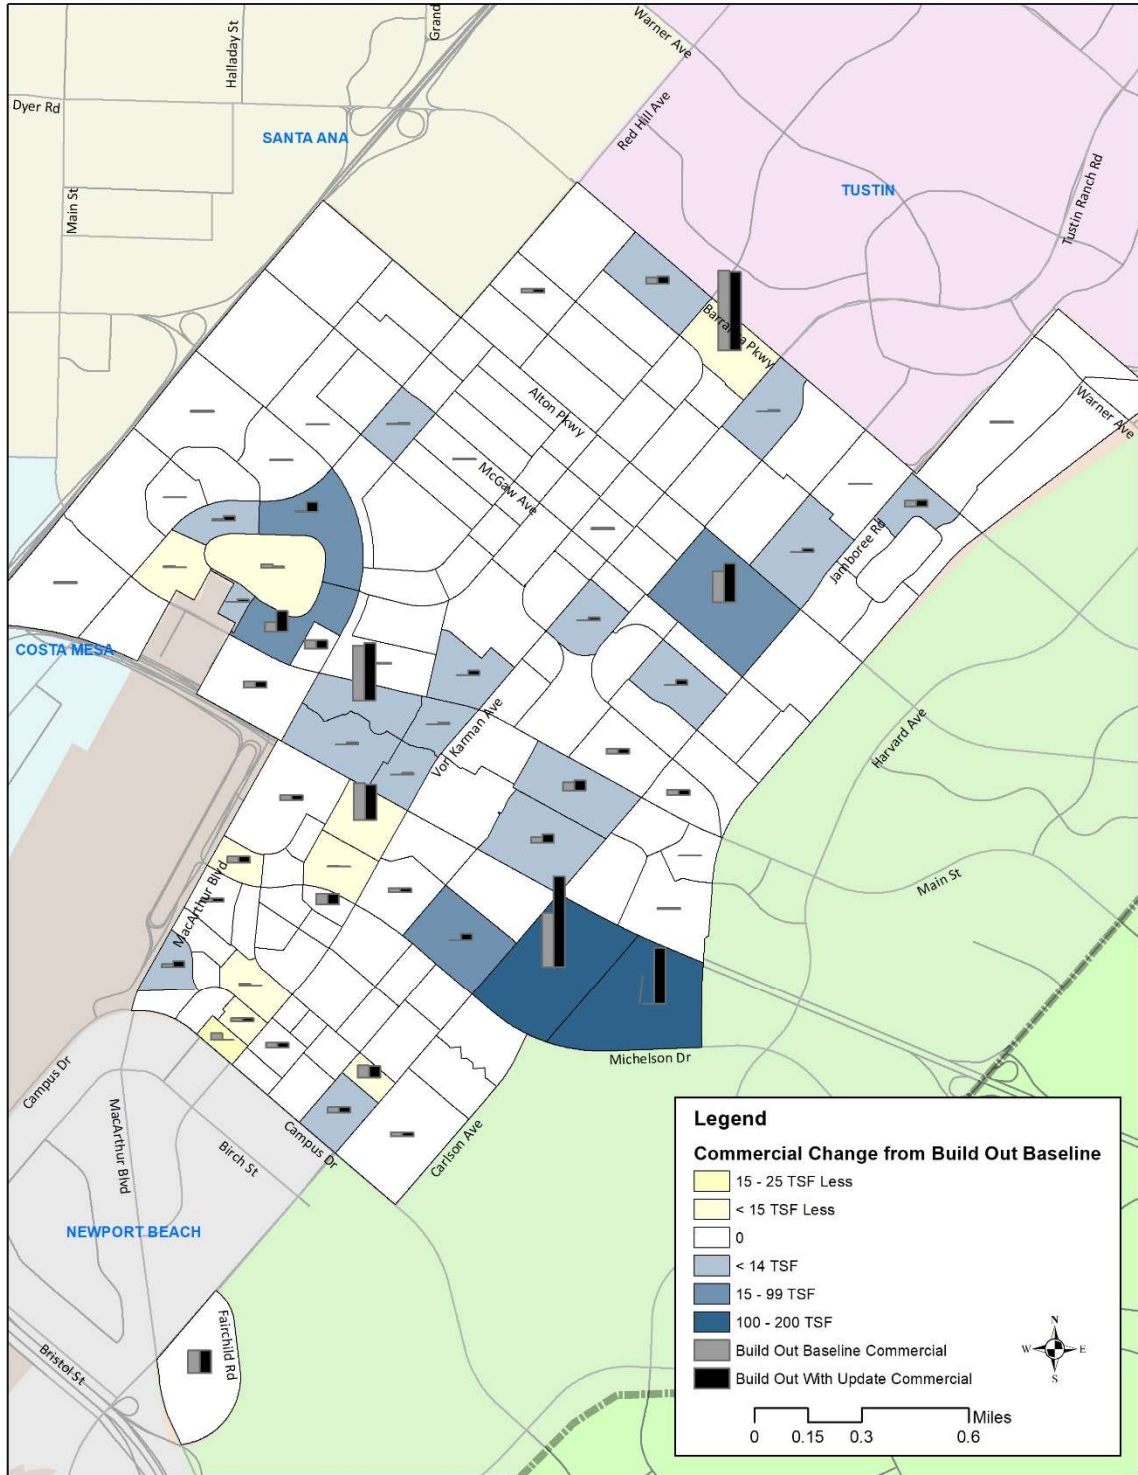 Warner Ave
Halladay St
Grand
Dyer Rd
Red Hill Ave
SANTA ANA
TUSTIN
Tustin Ranch Rd
Main St
Barranca Pkwy
Alton Pkwy
Warner Ave
McGaw Ave
Jamboree Rd
COSTA MESA
Von Karman Ave
Harvard Ave
Main St
MacArthur Blvd
Michelson Dr
Campus Dr
MacArthur Blvd
Birch St
Campus Dr
Carlson Ave
NEWPORT BEACH
Fairchild Rd
Bristol St
Legend
Commercial Change from Build Out Baseline
15 - 25 TSF Less
< 15 TSF Less
0
< 14 TSF
15 - 99 TSF
100 - 200 TSF
Build Out Baseline Commercial
Build Out With Update Commercial
N
W E
S
Miles
0 0.15 0.3 0.6